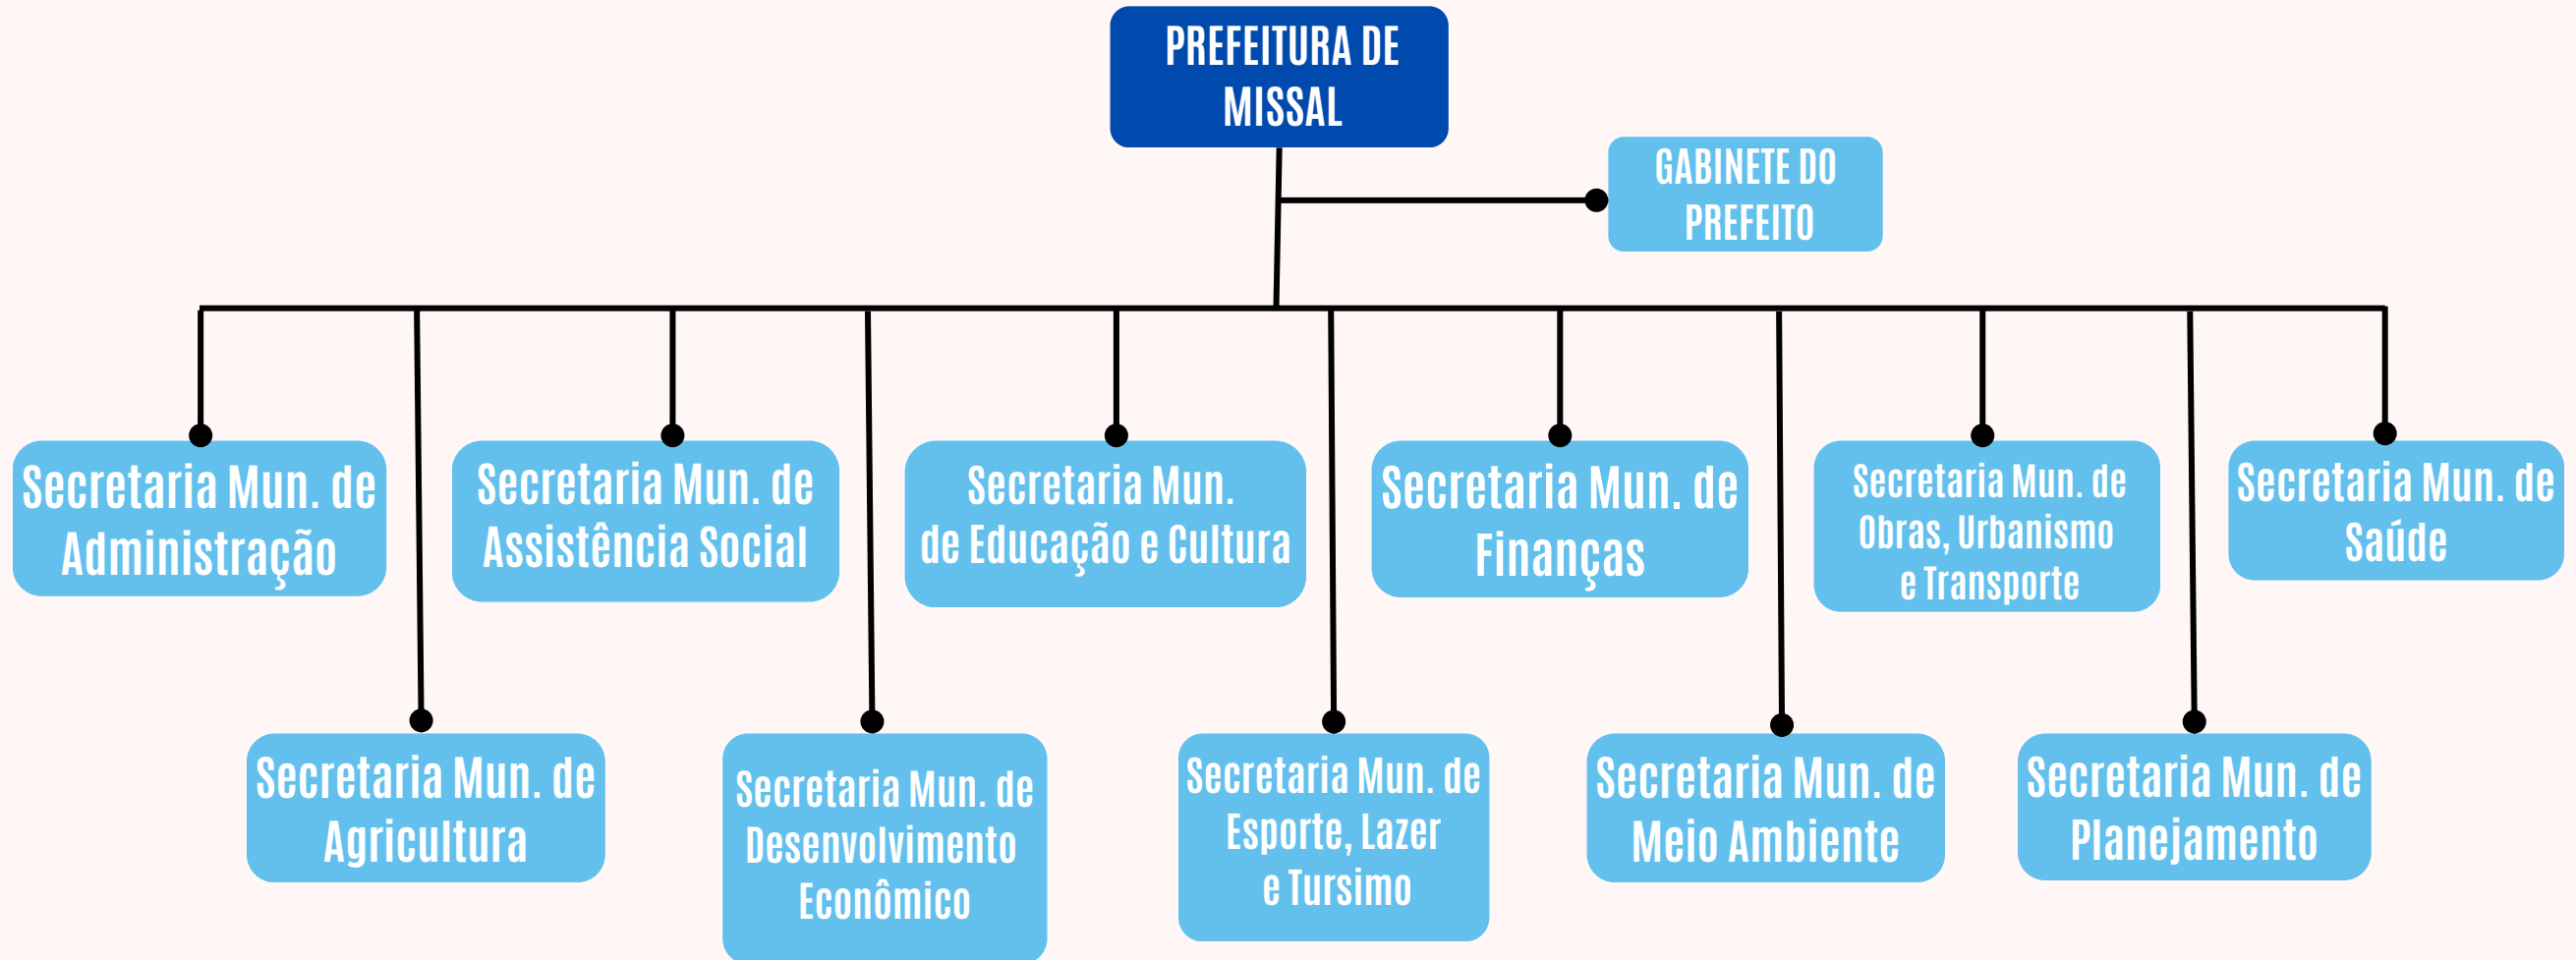 PREFEITURA DE
MISSAL
GABINETE DO
PREFEITO
Secretaria Mun. de
Administração
Secretaria Mun. de
Assistência Social
Secretaria Mun.
de Educação e Cultura
Secretaria Mun. de
Finanças
Secretaria Mun. de
Obras, Urbanismo
e Transporte
Secretaria Mun. de
Saúde
Secretaria Mun. de
Agricultura
Secretaria Mun. de
Desenvolvimento
Econômico
Secretaria Mun. de
Esporte, Lazer
e Tursimo
Secretaria Mun. de
Meio Ambiente
Secretaria Mun. de
Planejamento